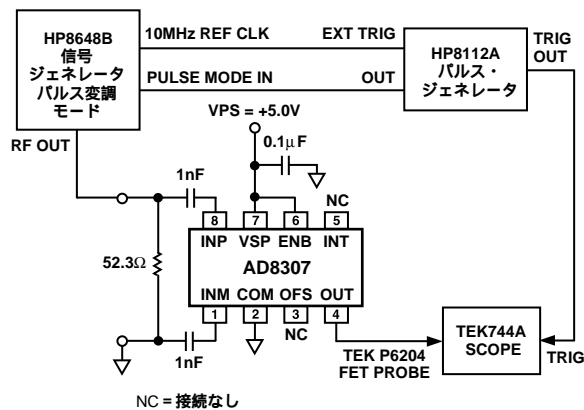 HP8648B
信号
ジェネレータ
パルス変調
モード
10MHz REF CLK
EXT TRIG
HP8112A
パルス・
ジェネレータ
TRIG
OUT
PULSE MODE IN
OUT
VPS = +5.0V
RF OUT
0.1μF
1nF
NC
8
7
6
5
INP
VSP
ENB
INT
52.3Ω
AD8307
INM
COM
OFS
OUT
1
2
3
4
NC
1nF
TEK P6204
FET PROBE
TEK744A
SCOPE
TRIG
NC = 接続なし